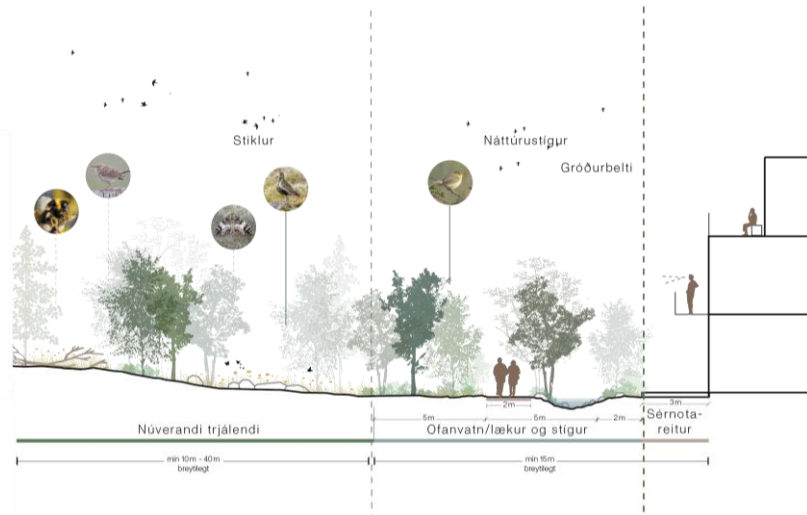 Stiklur
Náttúrustígur
Gróðurbelti
2m
5m
5m
2m
3m
Núverandi trjálendi
Ofanvatn/lækur og stígur
Sérnota-
reitur
min 10m - 40m
breytilegt
min 15m
breytilegt